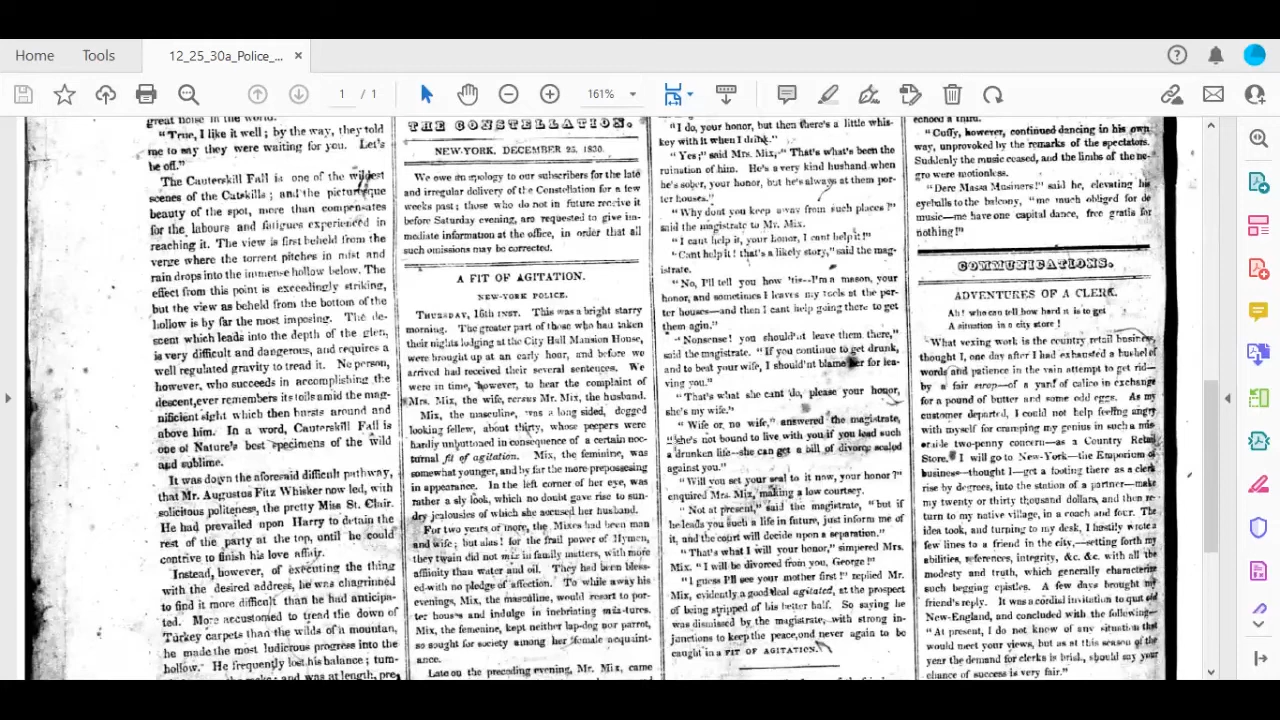 Home
Tools
12_25_30a_Police_...
1 / 1
161%
great noise in the world.
"True, I like it well; by the way, they told
me to say they were waiting for you. Let's
be off."
The Cauterskill Fall is one of the wildest
scenes of the Catskills; and the picturesque
beauty of the spot, more than compensates
for the labours and fatigues experienced in
reaching it. The view is first beheld from the
verge where the torrent pitches in mist and
rain drops into the immense hollow below. The
effect from this point is exceedingly striking,
but the view as beheld from the bottom of the
hollow is by far the most imposing. The de-
scent which leads into the depth of the glen,
is very difficult and dangerous, and requires a
well regulated gravity to tread it. No person,
however, who succeeds in accomplishing the
descent, ever remembers its toils amid the mag-
nificient sight which then bursts around and
above him. In a word, Cauterskill Fall is
one of Nature's best specimens of the wild
and sublime.
It was down the aforesaid difficult pathway,
that Mr. Augustus Fitz Whisker now led, with
solicitous politeness, the pretty Miss St. Clair.
He had prevailed upon Harry to detain the
rest of the party at the top, until he could
contrive to finish his love affair.
Instead, however, of executing the thing
with the desired address, he was chagrinned
to find it more difficult than he had anticipa-
ted. More accustomed to tread the down of
Turkey carpets than the wilds of a mountan,
he made the most ludicrous progress into the
hollow. He frequently lost his balance; tum-
and was at length, pre-
THE CONSTELLATION.
NEW-YORK, DECEMBER 25, 1830.
We owe an apology to our subscribers for the late
and irregular delivery of the Constellation for a few
weeks past; those who do not in future receive it
before Saturday evening, are requested to give im-
mediate information at the office, in order that all
such omissions may be corrected.
A FIT OF AGITATION.
NEW-YORK POLICE.
THURSDAY, 16th INST. This was a bright starry
morning. The greater part of those who had taken
their nights lodging at the City Hall Mansion House,
were brought up at an early hour, and before we
arrived had received their several sentences. We
were in time, however, to hear the complaint of
Mrs. Mix, the wife, versus Mr. Mix, the husband.
Mix, the masculine, was a long sided, dogged
looking fellow, about thirty, whose peepers were
hardly unbuttoned in consequence of a certain noc-
turnal fit of agitation. Mix, the feminine, was
somewhat younger, and by far the more preposessing
in appearance. In the left corner of her eye, was
rather a sly look, which no doubt gave rise to sun-
dry jealousies of which she accused her husband.
For two years or more, the Mixes had been man
and wife; but alas! for the frail power of Hymen,
they twain did not mix in family matters, with more
affinity than water and oil. They had been bless-
ed with no pledge of affection. To while away his
evenings, Mix, the masculine, would resort to por-
ter houses and indulge in inebriating mix-tures.
Mix, the femenine, kept neither lap-dog nor parrot,
so sought for society among her female acquaint-
ance.
Late on the preceding evening, Mr. Mix, came
"I do, your honor, but then there's a little whis-
key with it when I drink."
"Yes;" said Mrs. Mix, "That's what's been the
ruination of him. He's a very kind husband when
he's sober, your honor, but he's always at them por-
ter houses."
"Why dont you keep away from such places?"
said the magistrate to Mr. Mix.
"I cant help it, your honor, I cant help it!"
"Cant help it! that's a likely story," said the mag-
istrate.
"No, I'll tell you how 'tis--I'm a mason, your
honor, and sometimes I leaves my tools at the por-
ter houses—and then I cant help going there to get
them agin."
"Nonsense! you should'nt leave them there,"
said the magistrate. "If you continue to get drunk,
and to beat your wife, I should'nt blame her for lea-
ving you."
"That's what she cant do, please your honor,
she's my wife."
"Wife or no wife," answered the magistrate,
"she's not bound to live with you if you lead such
a drunken life--she can get a bill of divorce sealed
against you."
"Will you set your seal to it now, your honor?"
enquired Mrs. Mix, making a low courtesy.
"Not at present," said the magistrate, "but if
he leads you such a life in future, just inform me of
it, and the court will decide upon a separation."
"That's what I will your honor," simpered Mrs.
Mix. "I will be divorced from you, George!"
"I guess I'll see your mother first!" replied Mr.
Mix, evidently a good deal agitated, at the prospect
of being stripped of his better half. So saying he
was dismissed by the magistrate, with strong in-
junctions to keep the peace, and never again to be
caught in a FIT OF AGITATION.
echoed a third.
"Cuffy, however, continued dancing in his own
way, unprovoked by the remarks of the spectators.
Suddenly the music ceased, and the limbs of the ne-
gro were motionless.
"Dere Massa Musiners!" said he, elevating his
eyeballs to the balcony, "me much obliged for de
music—me have one capital dance, free gratis for
nothing!"
COMMUNICATIONS.
ADVENTURES OF A CLERK.
Ah! who can tell how hard it is to get
A situation in a city store!
What vexing work is the country retail business,
thought I, one day after I had exhausted a bushel of
words and patience in the vain attempt to get rid—
by a fair swop—of a yard of calico in exchange
for a pound of butter and some odd eggs. As my
customer departed, I could not help feeling angry
with myself for cramping my genius in such a mis-
erable two-penny concern—as a Country Retail
Store. I will go to New-York—the Emporium of
business—thought I—get a footing there as a clerk
rise by degrees, into the station of a partner—make
my twenty or thirty thousand dollars, and then re-
turn to my native village, in a coach and four. The
idea took, and turning to my desk, I hastily wrote a
few lines to a friend in the city,—setting forth my
abilities, references, integrity, &c. &c. with all the
modesty and truth, which generally characterize
such begging epistles. A few days brought my
friend's reply. It was a cordial invitation to quit old
New-England, and concluded with the following—
"At present, I do not know of any situation that
would meet your views, but as at this season of the
year the demand for clerks is brisk, should say your
chance of success is very fair."